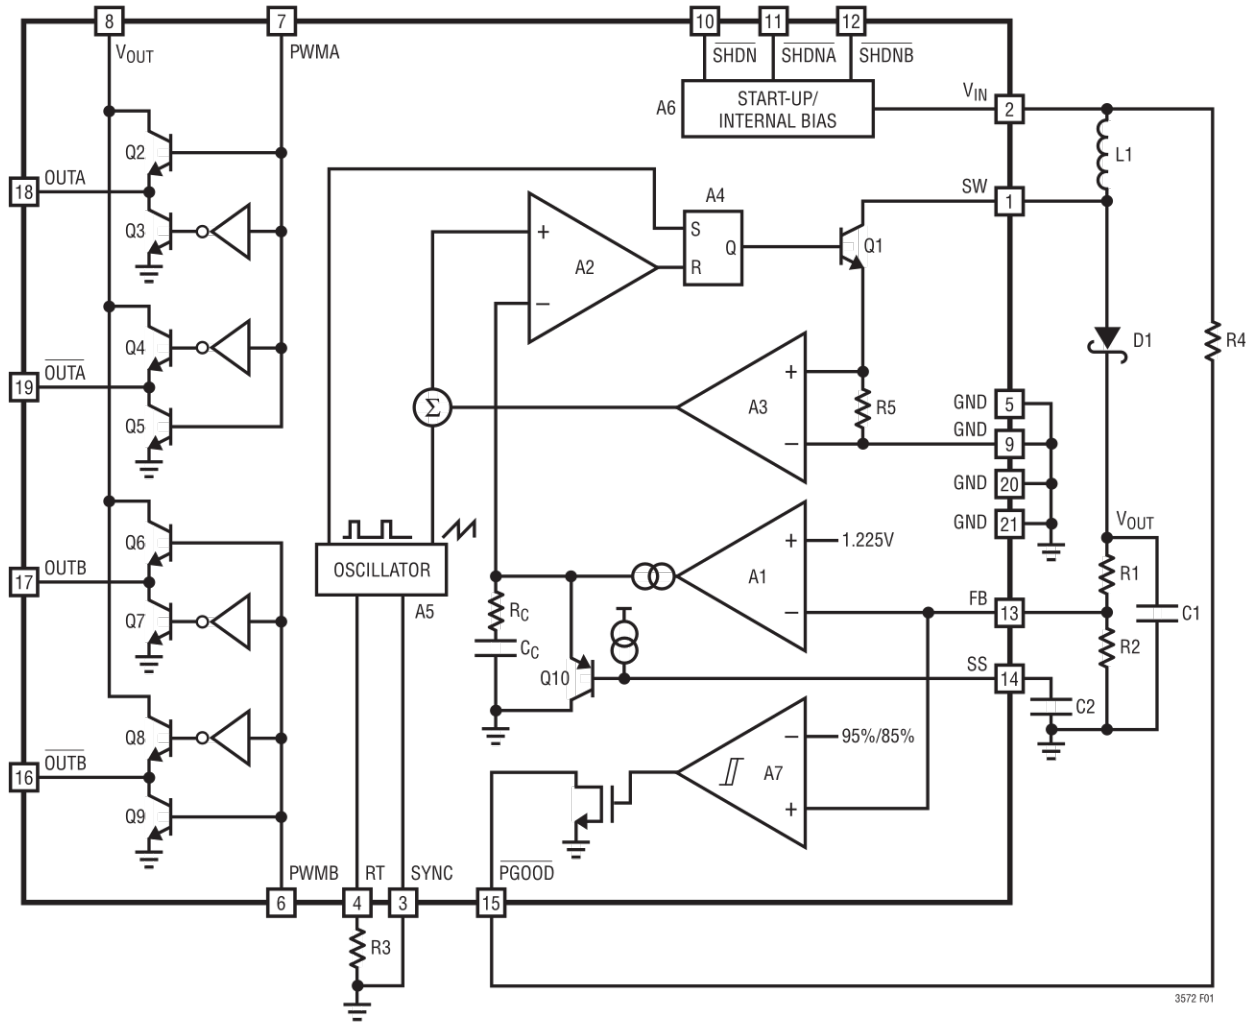 8
7
10
11
12
VOUT
PWMA
SHDN
SHDNA
SHDNB
A6
START-UP/
INTERNAL BIAS
VIN
2
Q2
L1
18
OUTA
SW
1
A4
Q3
+
A2
S
R
Q
Q1
−
Q4
D1
R4
19
OUTA
+
A3
R5
GND
5
Q5
Σ
−
GND
9
GND
20
GND
21
VOUT
Q6
+
1.225V
17
OUTB
OSCILLATOR
A1
R1
A5
RC
−
FB
13
C1
Q7
CC
R2
Q10
SS
14
C2
Q8
−
95%/85%
16
OUTB
A7
Q9
+
PWMB
RT
SYNC
PGOOD
6
4
3
15
R3
3572 F01